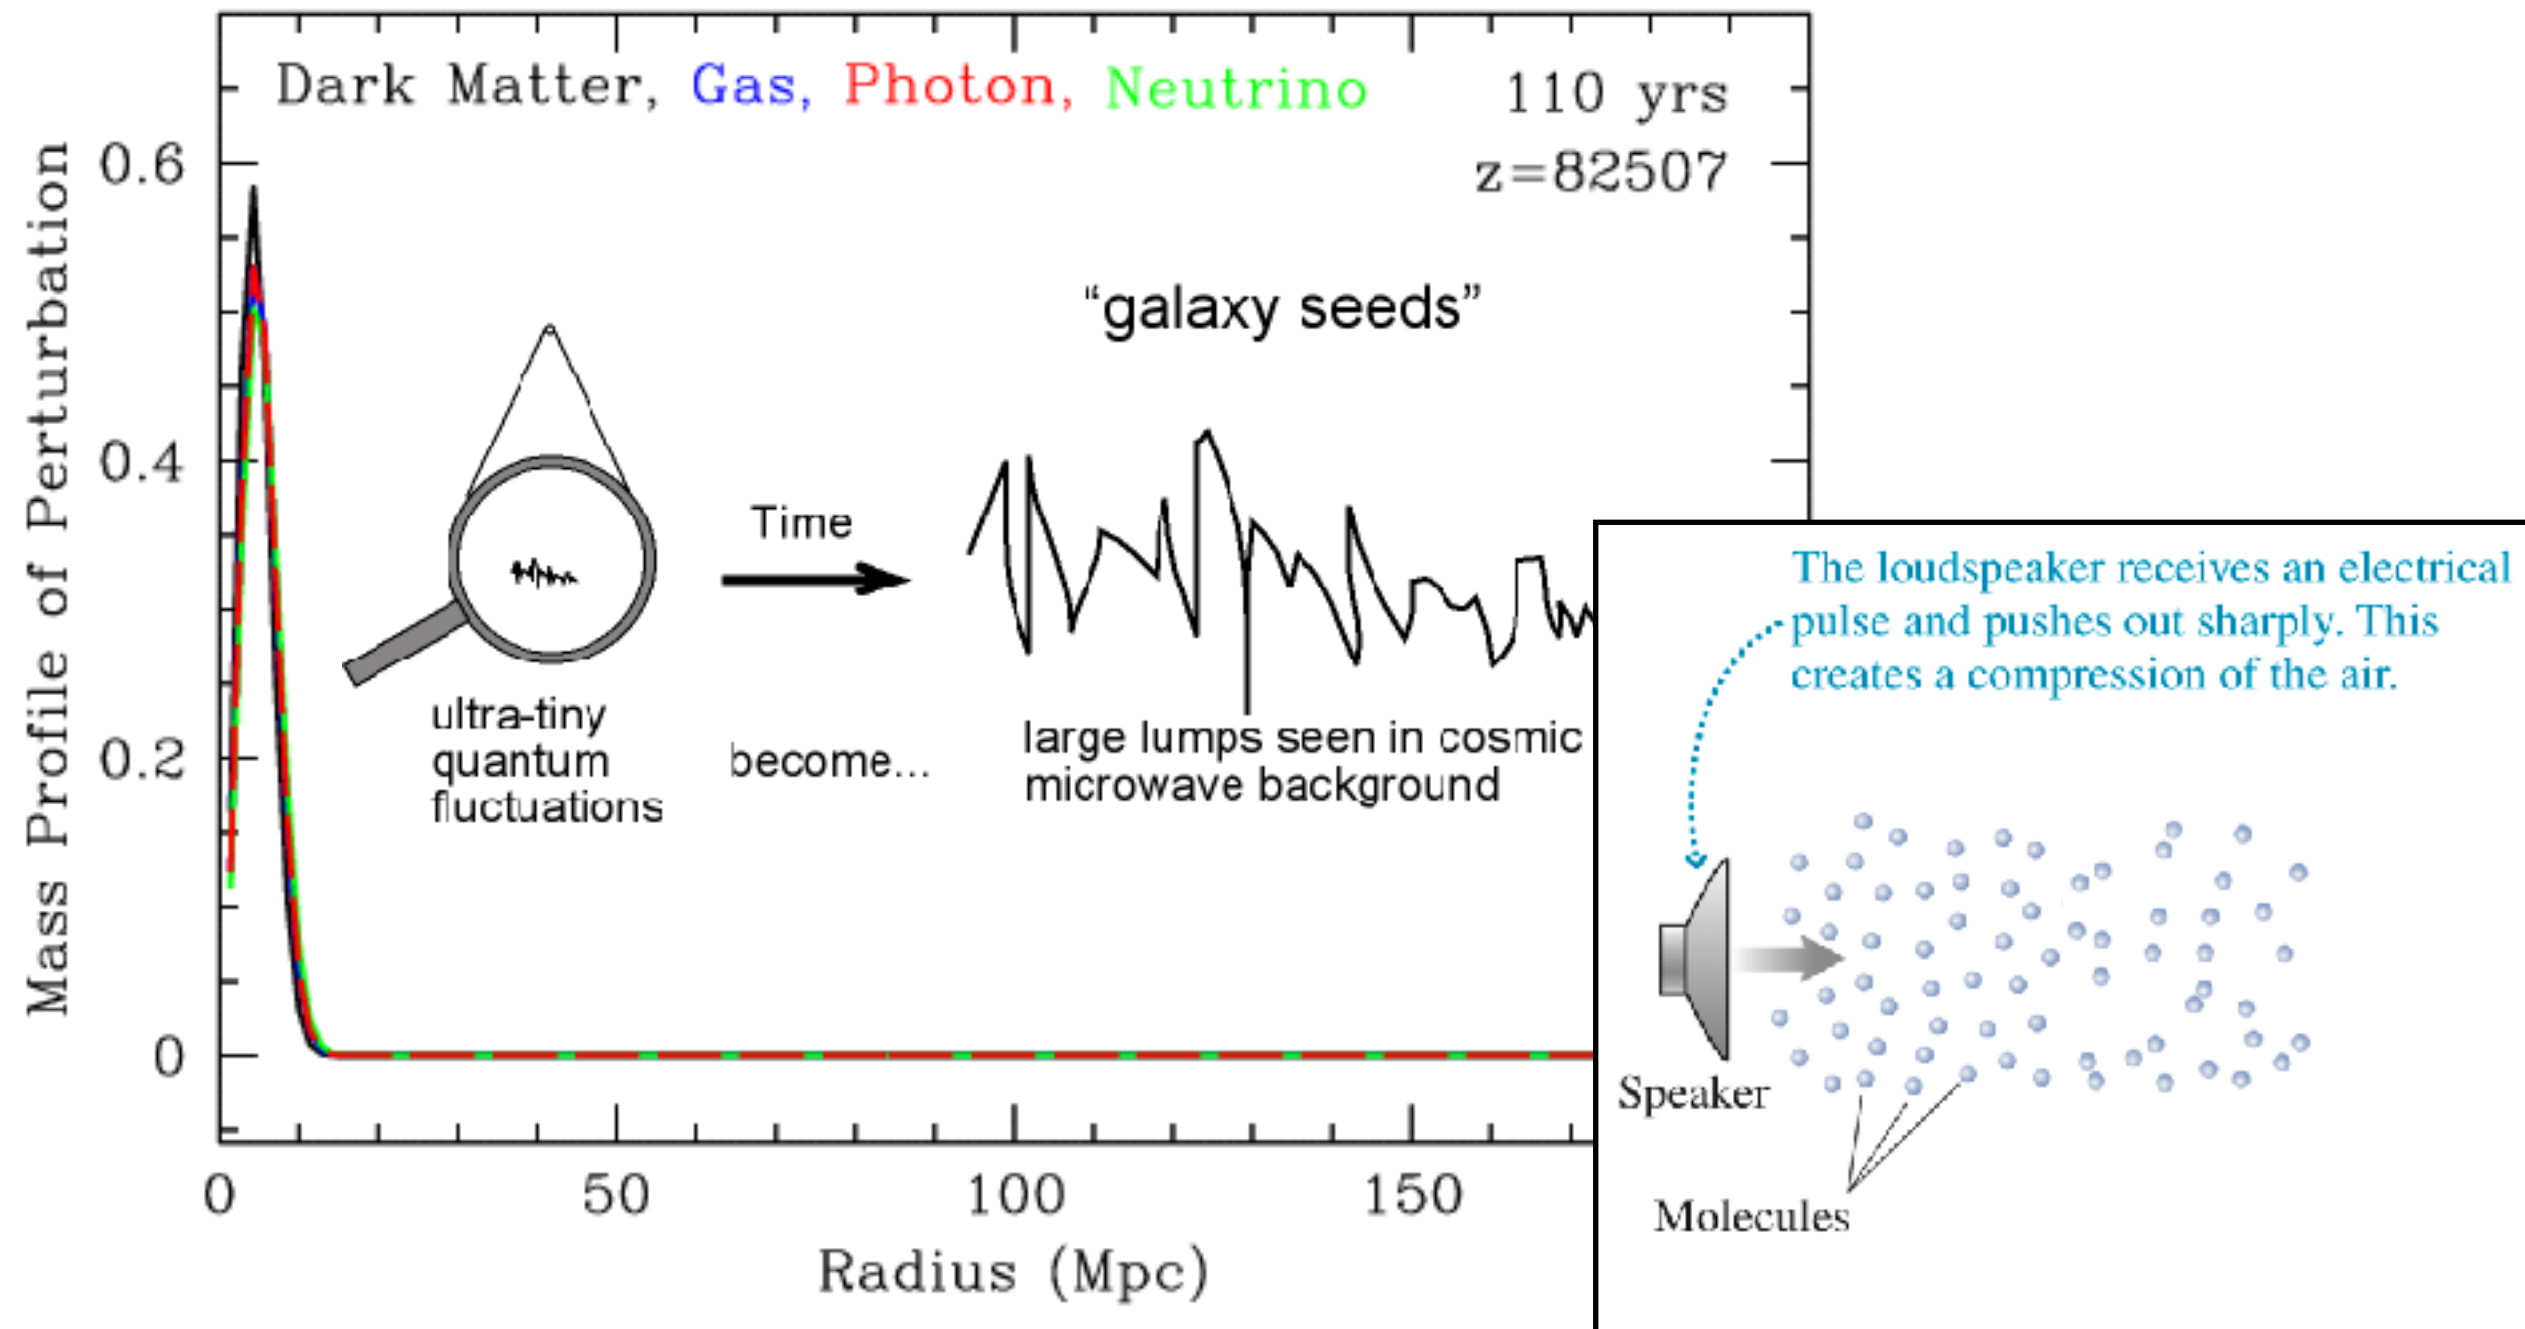 Dark Matter, Gas, Photon, Neutrino
110 yrs
z=82507
Mass Profile of Perturbation
0.6
0.4
0.2
0
“galaxy seeds”
Time
ultra-tiny
quantum
fluctuations
become...
large lumps seen in cosmic
microwave background
0 50 100 150
Radius (Mpc)
The loudspeaker receives an electrical
pulse and pushes out sharply. This
creates a compression of the air.
Speaker
Molecules